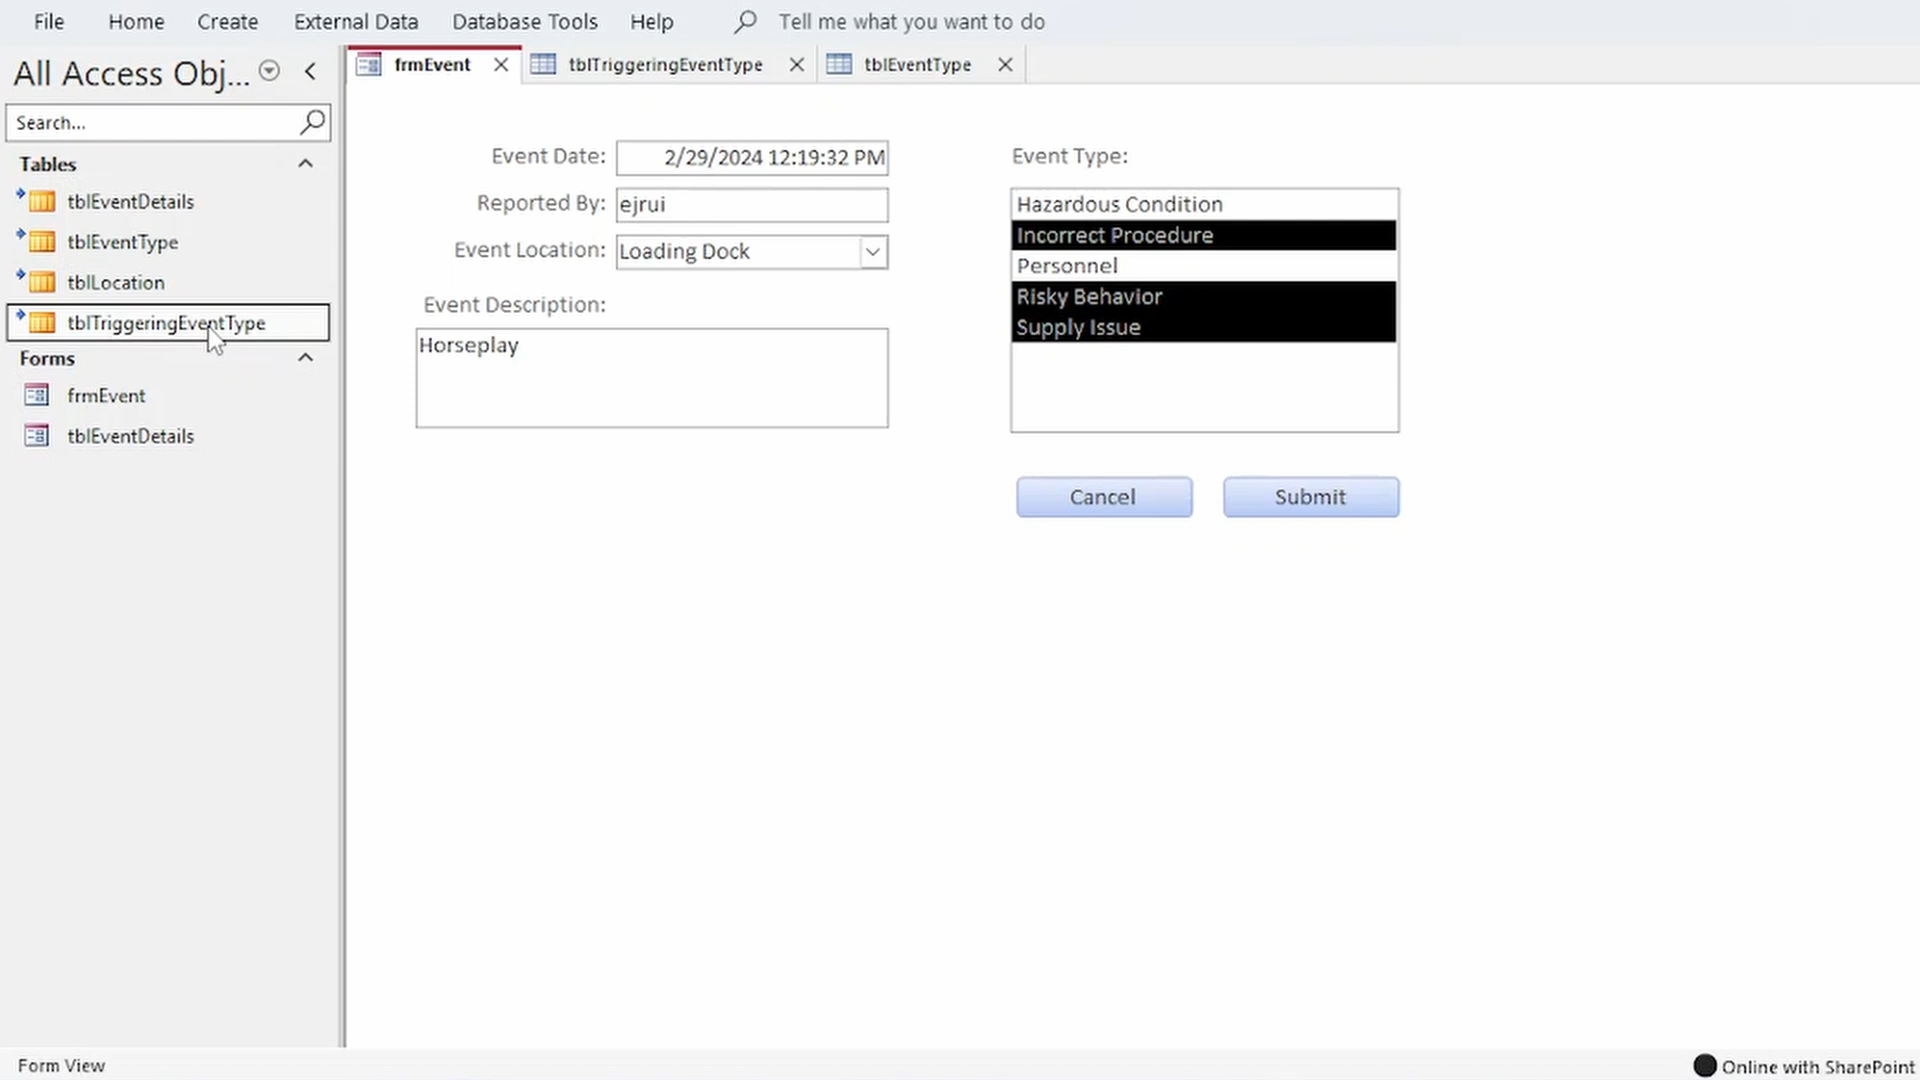 File Home Create External Data Database Tools Help Tell me what you want to do
All Access Obj...
Search...
Tables
tblEventDetails
tblEventType
tblLocation
tblTriggeringEventType
Forms
frmEvent
tblEventDetails
frmEvent tblTriggeringEventType tblEventType
Event Date: 2/29/2024 12:19:32 PM
Reported By: ejrui
Event Location: Loading Dock
Event Description:
Horseplay
Event Type:
Hazardous Condition
Incorrect Procedure
Personnel
Risky Behavior
Supply Issue
Cancel Submit
Form View
Online with SharePoint